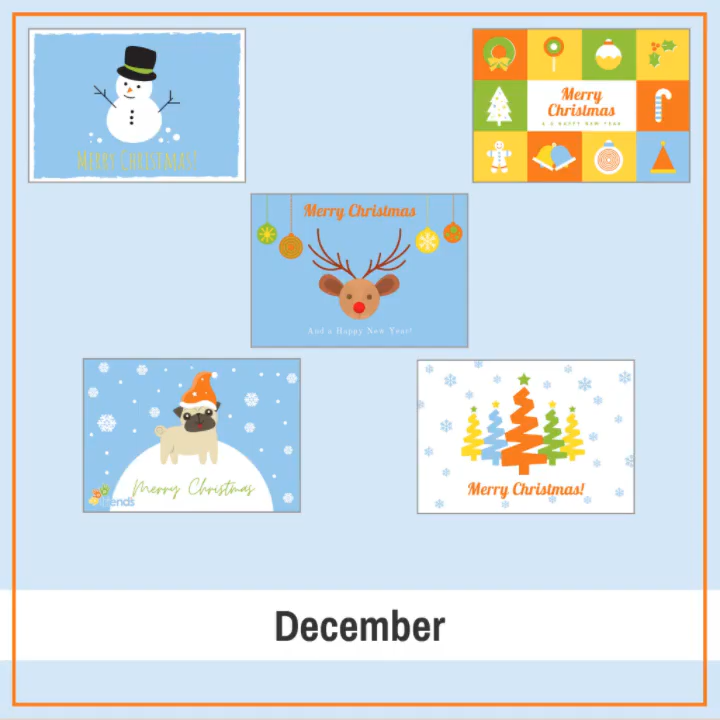 MERRY CHRISTMAS!
Merry
Christmas
& A HAPPY NEW YEAR
Merry Christmas
And a Happy New Year!
Merry Christmas
Merry Christmas!
December